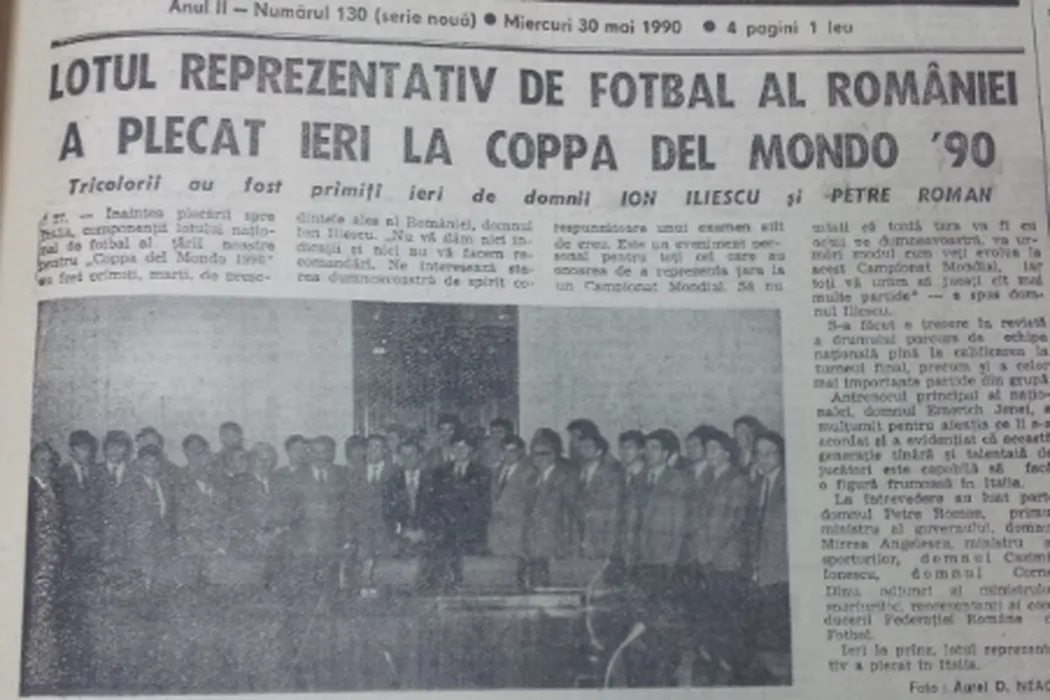 Anul II — Numărul 130 (serie nouă) ● Miercuri 30 mai 1990 ● 4 pagini 1 leu
LOTUL REPREZENTATIV DE FOTBAL AL ROMÂNIEI
A PLECAT IERI LA COPPA DEL MONDO '90
Tricolorii au fost primiți ieri de domnii ION ILIESCU și PETRE ROMAN
— Înaintea plecării spre
componenții lotului națio-
nal de fotbal al țării noastre
pentru „Coppa del Mondo 1990"
au fost primiți, marți, de preșe-
dintele ales al României, domnul
Ion Iliescu. „Nu vă dăm nici in-
dicații și nici nu vă facem re-
comandări. Ne interesează sta-
rea dumneavoastră de spirit co-
respunzătoare unui examen atît
de greu. Este un eveniment per-
sonal pentru toți cei care au
onoarea de a reprezenta țara la
un Campionat Mondial. Să nu
uitați că toată țara va fi cu
ochii pe dumneavoastră, va ur-
mări modul cum veți evolua la
acest Campionat Mondial, iar
toți vă urăm să jucați cît mai
multe partide" — a spus dom-
nul Iliescu.
S-a făcut o trecere în revistă
a drumului parcurs de echipa
națională pînă la calificarea la
turneul final, precum și a celor
mai importante partide din grupă.
Antrenorul principal al națio-
nalei, domnul Emerich Jenei, a
mulțumit pentru atenția ce li s-a
acordat și a evidențiat că această
generație tînără și talentată de
jucători este capabilă să facă
o figură frumoasă în Italia.
La întrevedere au luat parte
domnul Petre Roman, primu
ministru al guvernului, domnu
Mircea Angelescu, ministru a
sporturilor, domnul
Ionescu, domnul Corne
Dinu, adjuncți ai ministrului
sporturilor, reprezentanți ai con
ducerii Federației Române d
Fotbal.
Ieri la prînz, lotul reprezent
tiv a plecat în Italia.
Foto : Aurel D. NEAG